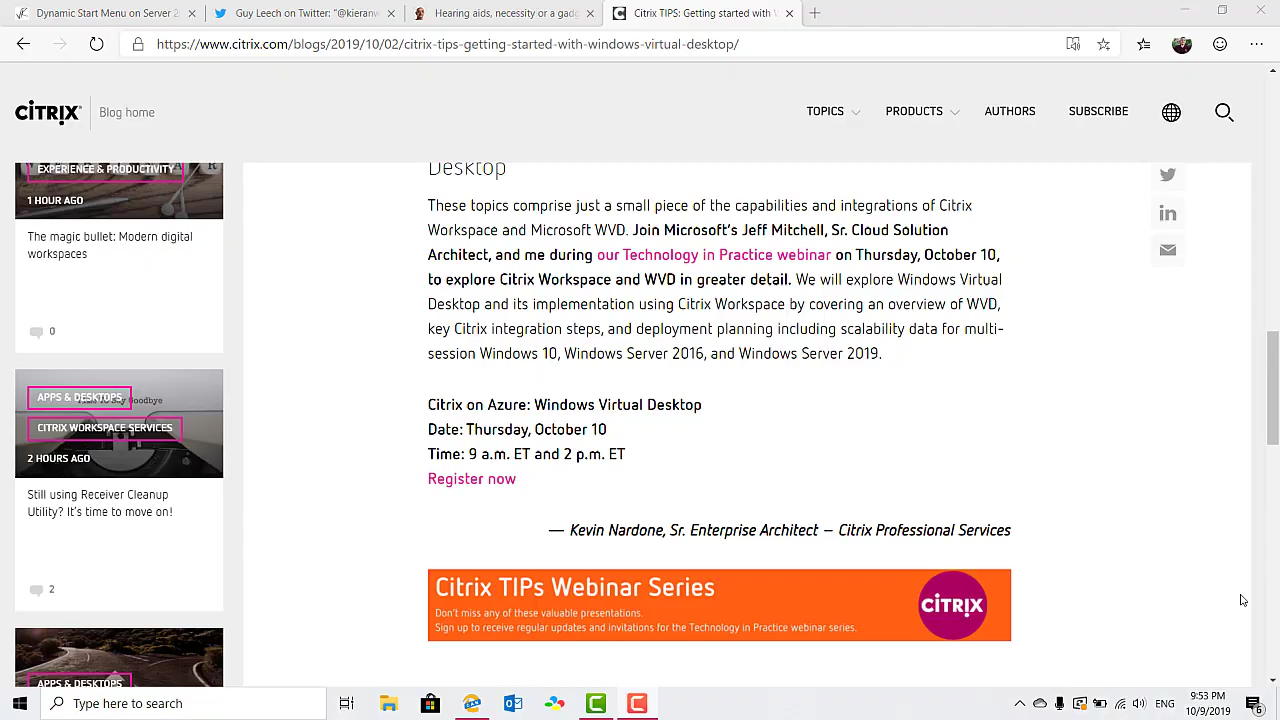 Modern Start Menu on Server 2
Guy Leech on Twitter: "@kieran
Hearing aids, necessity or a gadg
Citrix TIPs: Getting started with W
https://www.citrix.com/blogs/2019/10/02/citrix-tips-getting-started-with-windows-virtual-desktop/
CİTRIX Blog home
TOPICS
PRODUCTS
AUTHORS
SUBSCRIBE
EXPERIENCE & PRODUCTIVITY
1 HOUR AGO
The magic bullet: Modern digital
workspaces
0
APPS & DESKTOPS
Goodbye
CITRIX WORKSPACE SERVICES
2 HOURS AGO
Still using Receiver Cleanup
Utility? It's time to move on!
2
APPS & DESKTOPS
Desktop
These topics comprise just a small piece of the capabilities and integrations of Citrix
Workspace and Microsoft WVD. Join Microsoft's Jeff Mitchell, Sr. Cloud Solution
Architect, and me during our Technology in Practice webinar on Thursday, October 10,
to explore Citrix Workspace and WVD in greater detail. We will explore Windows Virtual
Desktop and its implementation using Citrix Workspace by covering an overview of WVD,
key Citrix integration steps, and deployment planning including scalability data for multi-
session Windows 10, Windows Server 2016, and Windows Server 2019.
Citrix on Azure: Windows Virtual Desktop
Date: Thursday, October 10
Time: 9 a.m. ET and 2 p.m. ET
Register now
— Kevin Nardone, Sr. Enterprise Architect – Citrix Professional Services
Citrix TIPs Webinar Series
Don't miss any of these valuable presentations.
Sign up to receive regular updates and invitations for the Technology in Practice webinar series.
CİTRIX
Type here to search
ENG
9:53 PM
10/9/2019
6